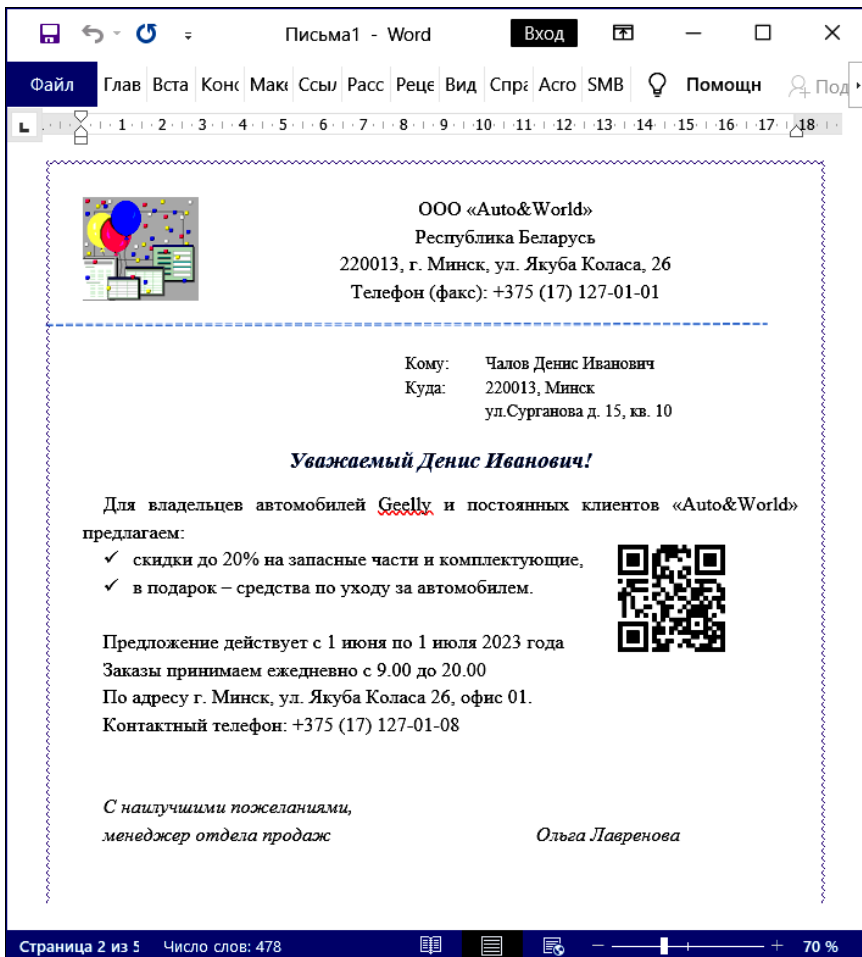 Письма1 - Word
Вход
Файл Глав Вста Конс Маке Ссыл Расс Реце Вид Спра Acro SMB Помощн Под
1 2 3 4 5 6 7 8 9 10 11 12 13 14 15 16 17 18
ООО «Auto&World»
Республика Беларусь
220013, г. Минск, ул. Якуба Коласа, 26
Телефон (факс): +375 (17) 127-01-01
Кому: Чалов Денис Иванович
Куда: 220013, Минск
ул.Сурганова д. 15, кв. 10
Уважаемый Денис Иванович!
Для владельцев автомобилей Geelly и постоянных клиентов «Auto&World»
предлагаем:
✓ скидки до 20% на запасные части и комплектующие,
✓ в подарок – средства по уходу за автомобилем.
Предложение действует с 1 июня по 1 июля 2023 года
Заказы принимаем ежедневно с 9.00 до 20.00
По адресу г. Минск, ул. Якуба Коласа 26, офис 01.
Контактный телефон: +375 (17) 127-01-08
С наилучшими пожеланиями,
менеджер отдела продаж Ольга Лавренова
Страница 2 из 5 Число слов: 478 70 %